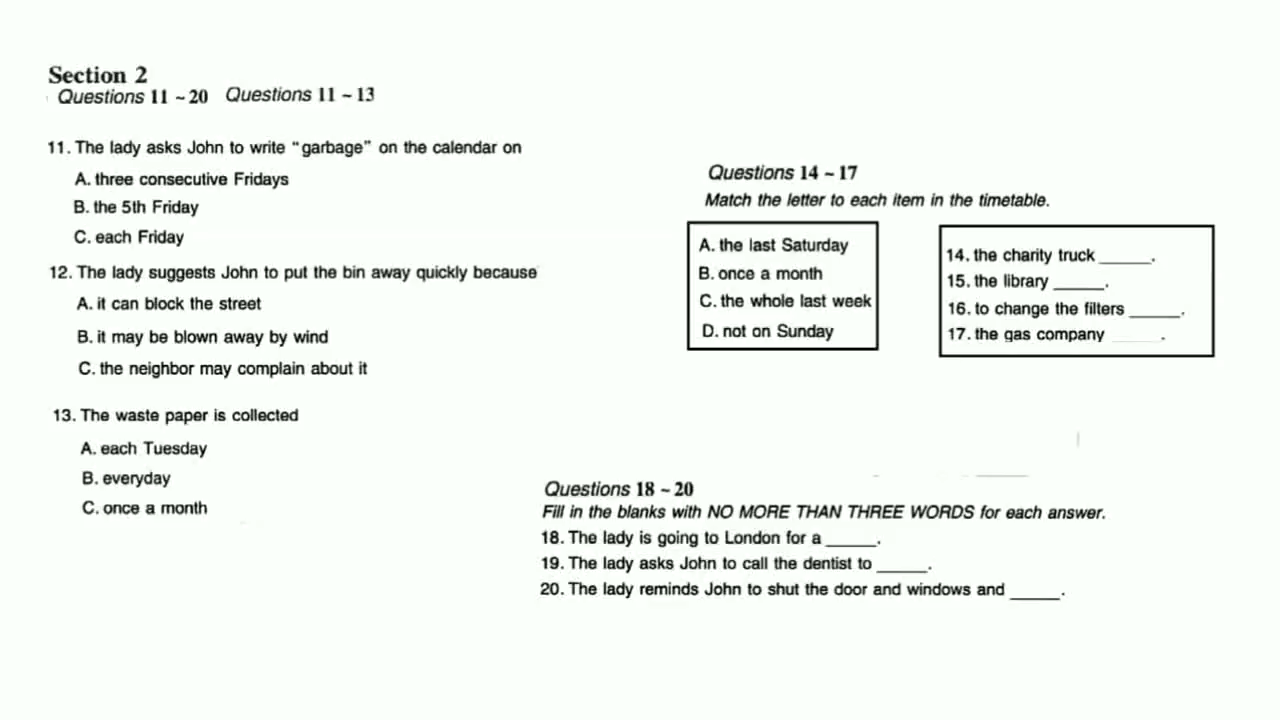 Section 2
Questions 11 ~ 20 Questions 11 ~ 13
11. The lady asks John to write “garbage” on the calendar on
A. three consecutive Fridays
B. the 5th Friday
C. each Friday
12. The lady suggests John to put the bin away quickly because
A. it can block the street
B. it may be blown away by wind
C. the neighbor may complain about it
13. The waste paper is collected
A. each Tuesday
B. everyday
C. once a month
Questions 14 ~ 17
Match the letter to each item in the timetable.
A. the last Saturday
B. once a month
C. the whole last week
D. not on Sunday
14. the charity truck _____.
15. the library _____.
16. to change the filters _____.
17. the gas company _____.
Questions 18 ~ 20
Fill in the blanks with NO MORE THAN THREE WORDS for each answer.
18. The lady is going to London for a _____.
19. The lady asks John to call the dentist to _____.
20. The lady reminds John to shut the door and windows and _____.